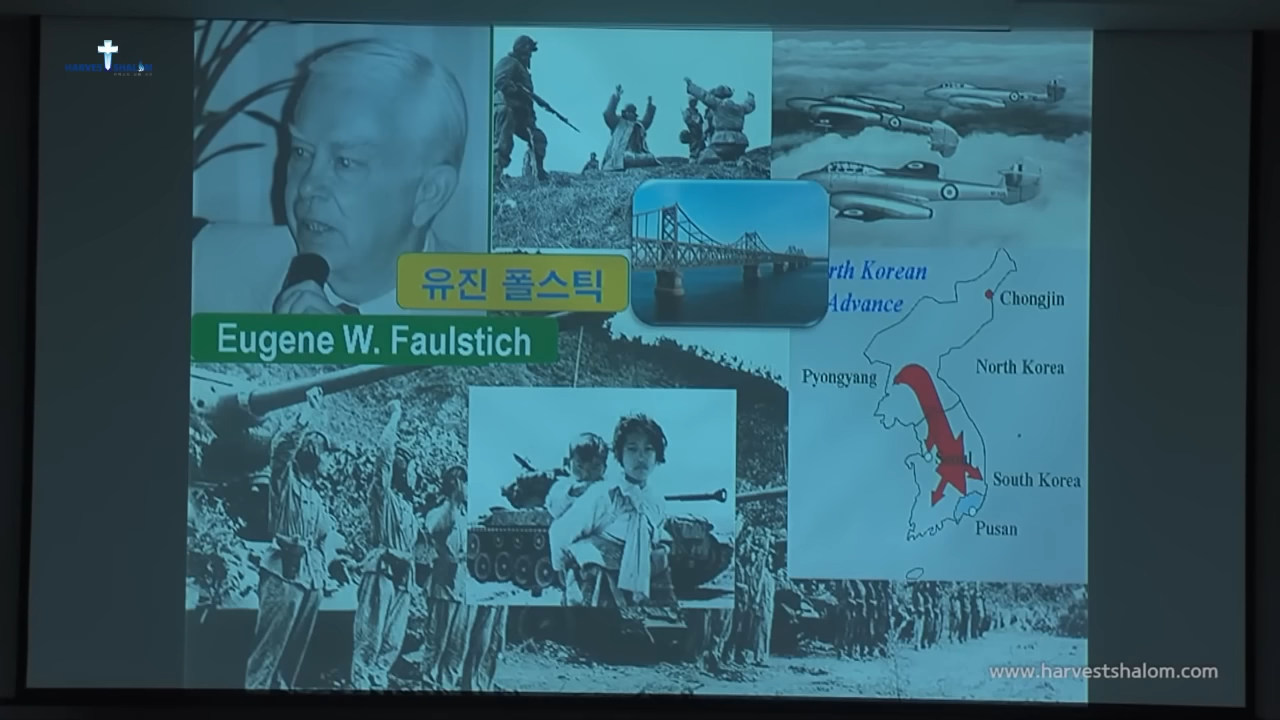 HARVEST SHALOM
유진 폴스틱
Eugene W. Faulstich
rth Korean
Advance
Chongjin
North Korea
Pyongyang
South Korea
Pusan
www.harvestshalom.com